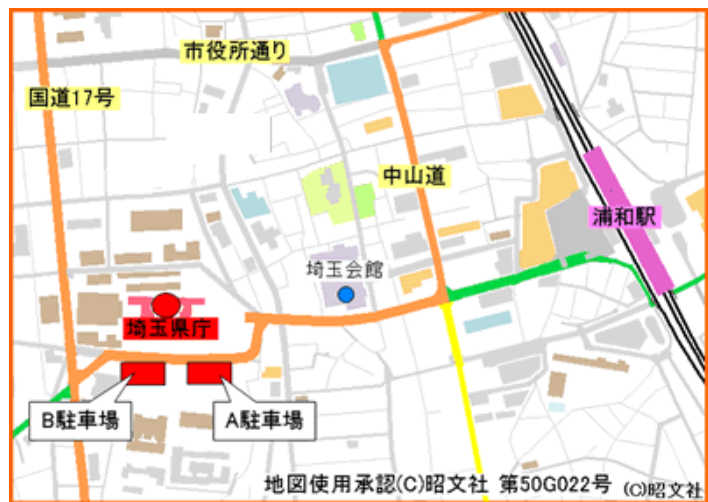 市役所通り
国道17号
中山道
浦和駅
埼玉会館
埼玉県庁
B駐車場
A駐車場
地図使用承認(C)昭文社 第50G022号
(C)昭文社